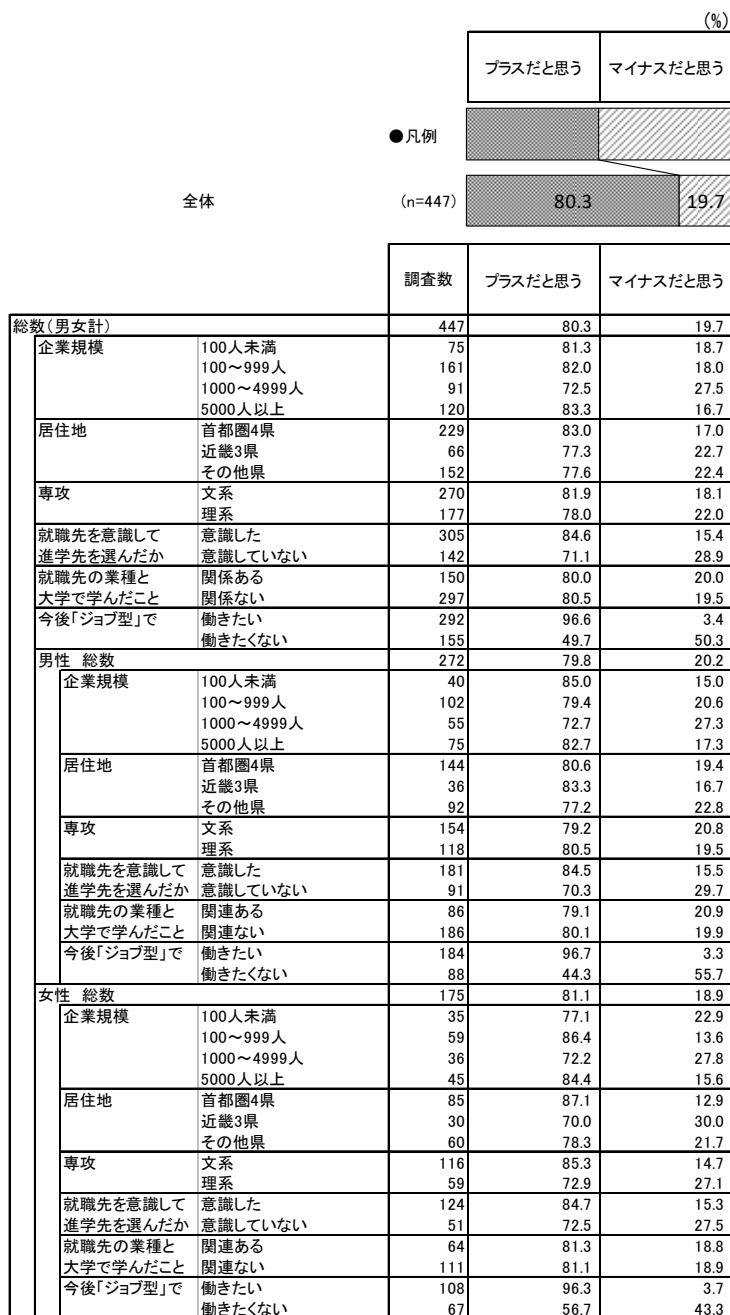 (%)
プラスだと思う マイナスだと思う
●凡例
全体 (n=447) 80.3 19.7
調査数 プラスだと思う マイナスだと思う
総数(男女計) 447 80.3 19.7
企業規模 100人未満 75 81.3 18.7
100～999人 161 82.0 18.0
1000～4999人 91 72.5 27.5
5000人以上 120 83.3 16.7
居住地 首都圏4県 229 83.0 17.0
近畿3県 66 77.3 22.7
その他県 152 77.6 22.4
専攻 文系 270 81.9 18.1
理系 177 78.0 22.0
就職先を意識して 意識した 305 84.6 15.4
進学先を選んだか 意識していない 142 71.1 28.9
就職先の業種と 関係ある 150 80.0 20.0
大学で学んだこと 関係ない 297 80.5 19.5
今後「ジョブ型」で 働きたい 292 96.6 3.4
働きたくない 155 49.7 50.3
男性 総数 272 79.8 20.2
企業規模 100人未満 40 85.0 15.0
100～999人 102 79.4 20.6
1000～4999人 55 72.7 27.3
5000人以上 75 82.7 17.3
居住地 首都圏4県 144 80.6 19.4
近畿3県 36 83.3 16.7
その他県 92 77.2 22.8
専攻 文系 154 79.2 20.8
理系 118 80.5 19.5
就職先を意識して 意識した 181 84.5 15.5
進学先を選んだか 意識していない 91 70.3 29.7
就職先の業種と 関連ある 86 79.1 20.9
大学で学んだこと 関連ない 186 80.1 19.9
今後「ジョブ型」で 働きたい 184 96.7 3.3
働きたくない 88 44.3 55.7
女性 総数 175 81.1 18.9
企業規模 100人未満 35 77.1 22.9
100～999人 59 86.4 13.6
1000～4999人 36 72.2 27.8
5000人以上 45 84.4 15.6
居住地 首都圏4県 85 87.1 12.9
近畿3県 30 70.0 30.0
その他県 60 78.3 21.7
専攻 文系 116 85.3 14.7
理系 59 72.9 27.1
就職先を意識して 意識した 124 84.7 15.3
進学先を選んだか 意識していない 51 72.5 27.5
就職先の業種と 関連ある 64 81.3 18.8
大学で学んだこと 関連ない 111 81.1 18.9
今後「ジョブ型」で 働きたい 108 96.3 3.7
働きたくない 67 56.7 43.3